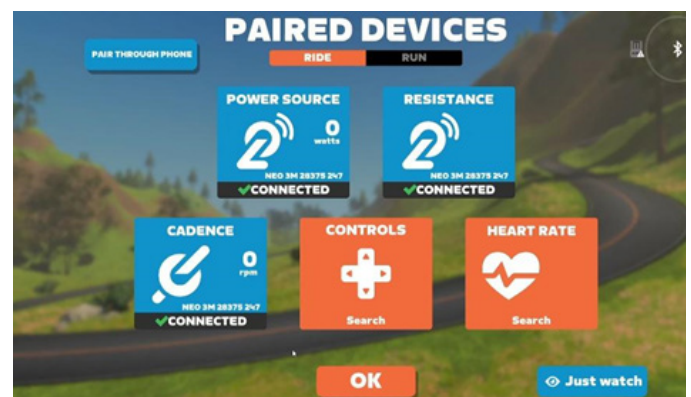 PAIRED DEVICES
PAIR THROUGH PHONE
RIDE
RUN
POWER SOURCE
0
watts
NEO 3M 28375 247
CONNECTED
RESISTANCE
NEO 3M 28375 247
CONNECTED
CADENCE
0
rpm
NEO 3M 28375 247
CONNECTED
CONTROLS
Search
HEART RATE
Search
OK
Just watch